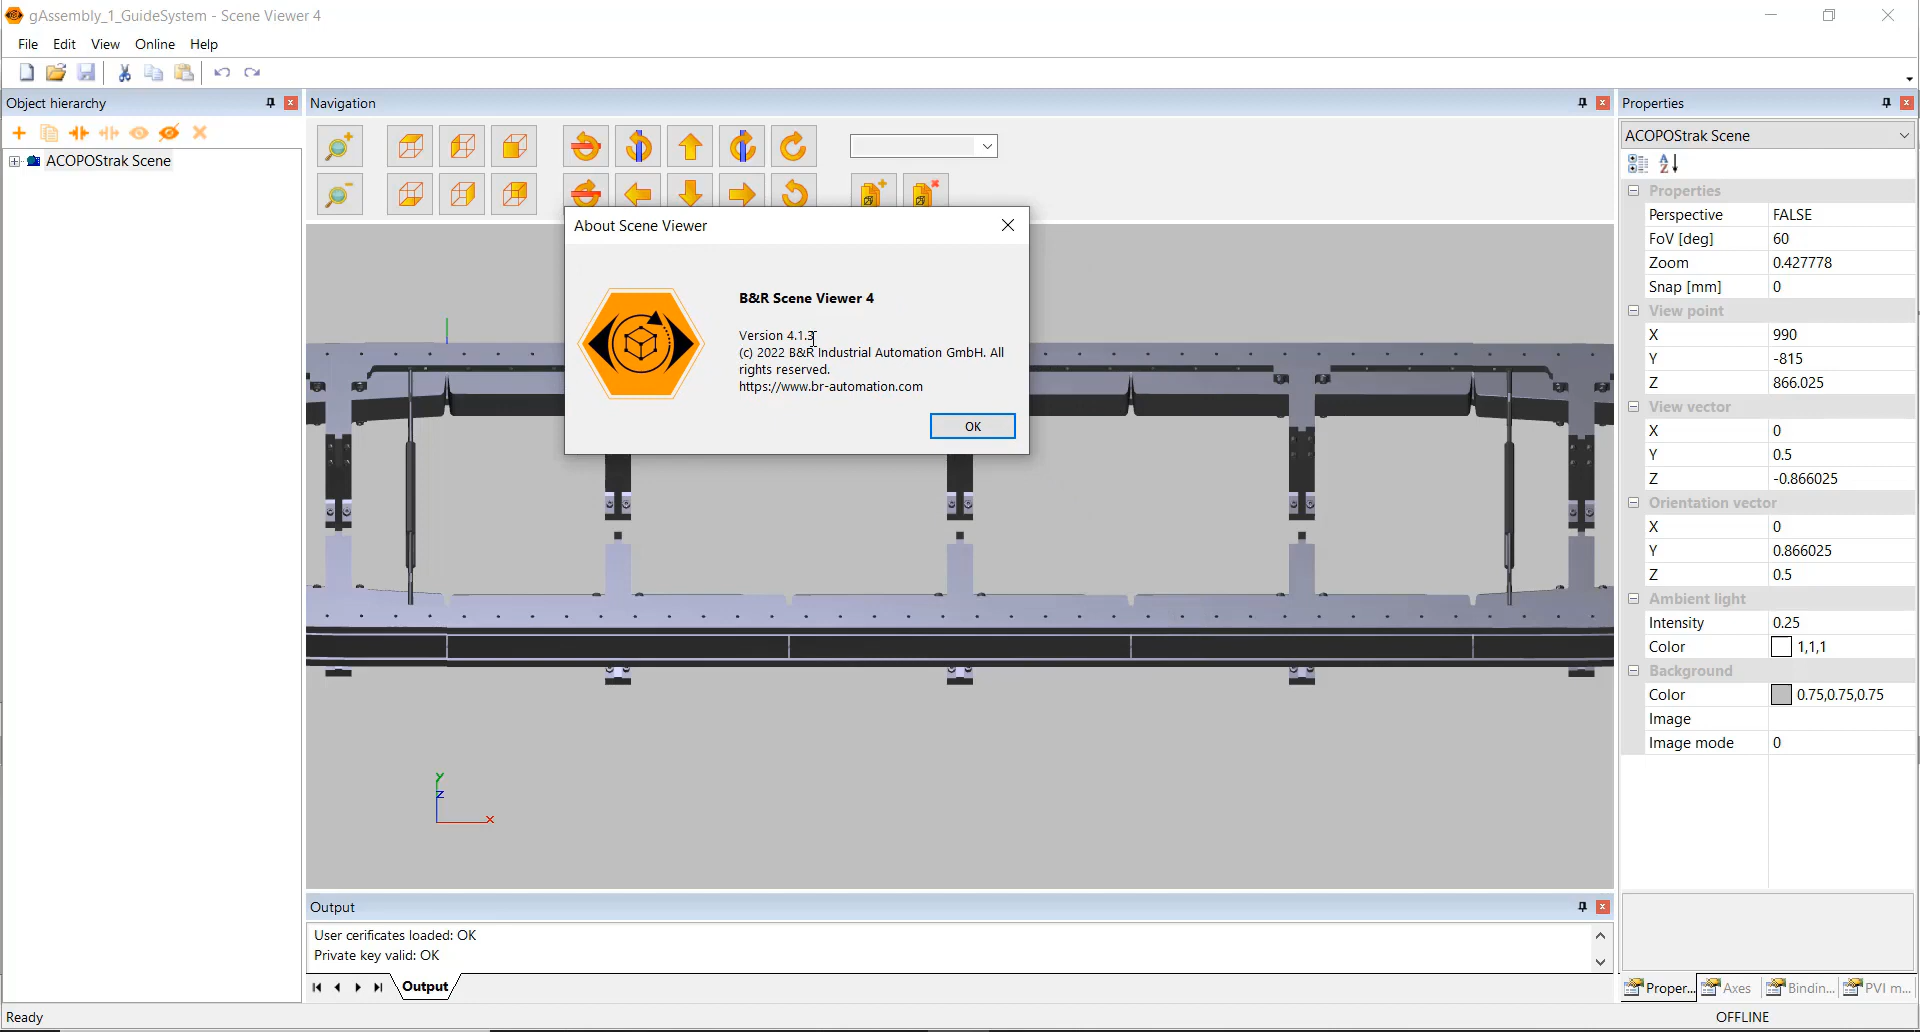 gAssembly_1_GuideSystem - Scene Viewer 4
File Edit View Online Help
Object hierarchy
ACOPOStrak Scene
Navigation
About Scene Viewer
B&R Scene Viewer 4
Version 4.1.3
(c) 2022 B&R Industrial Automation GmbH. All
rights reserved.
https://www.br-automation.com
OK
Y
Z
X
Output
User cerificates loaded: OK
Private key valid: OK
Output
Properties
ACOPOStrak Scene
A
Z
Properties
Perspective FALSE
FoV [deg] 60
Zoom 0.427778
Snap [mm] 0
View point
X 990
Y -815
Z 866.025
View vector
X 0
Y 0.5
Z -0.866025
Orientation vector
X 0
Y 0.866025
Z 0.5
Ambient light
Intensity 0.25
Color 1,1,1
Background
Color 0.75,0.75,0.75
Image
Image mode 0
Proper... Axes Bindin... PVI m...
Ready
OFFLINE